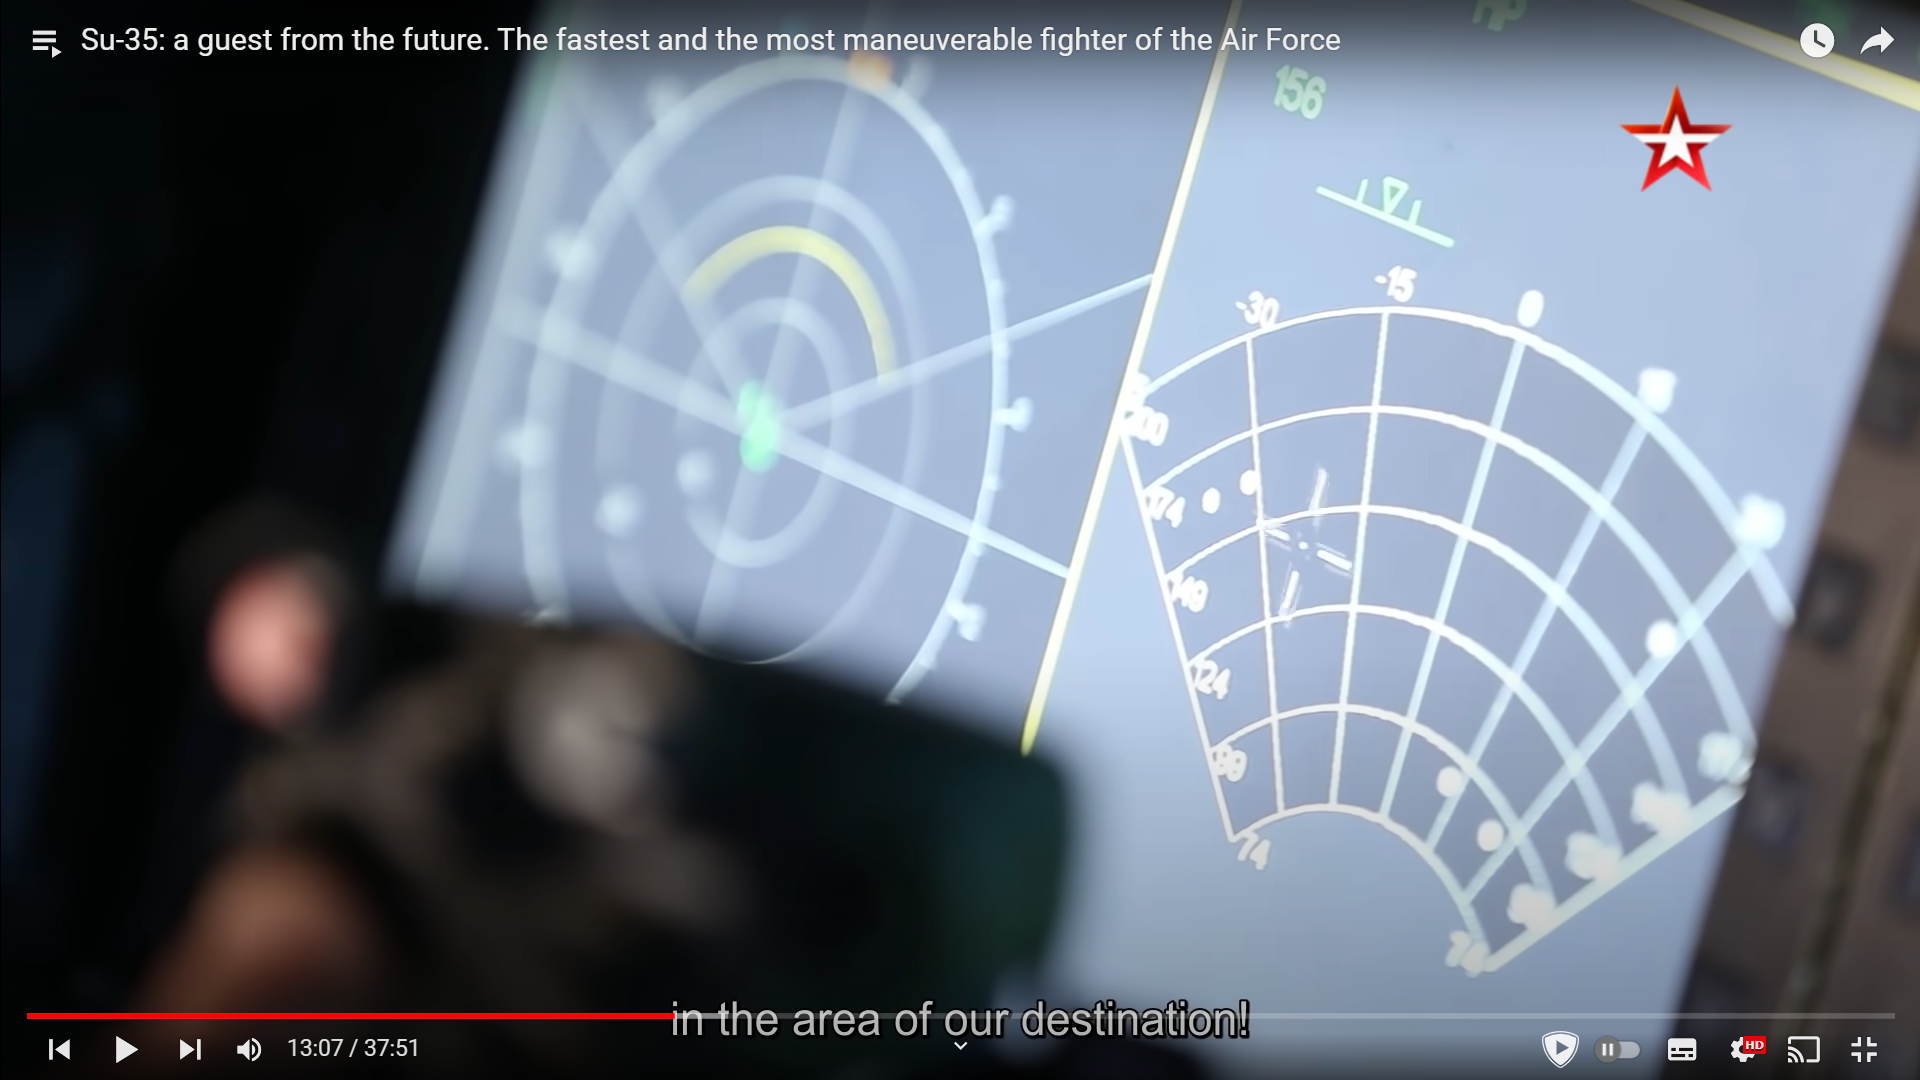 Su-35: a guest from the future. The fastest and the most maneuverable fighter of the Air Force
156
-30
-15
0
200
174
149
124
99
74
74
in the area of our destination!
13:07 / 37:51
HD